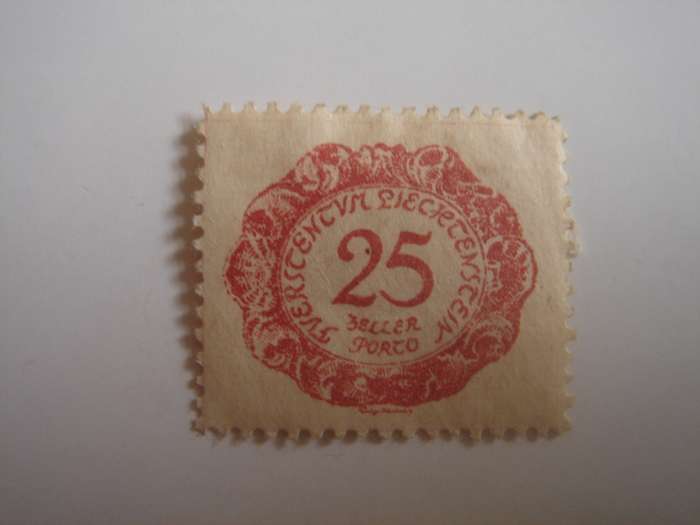 FVERSTENTVM LIECHTENSTEIN
25
HELLER
PORTO